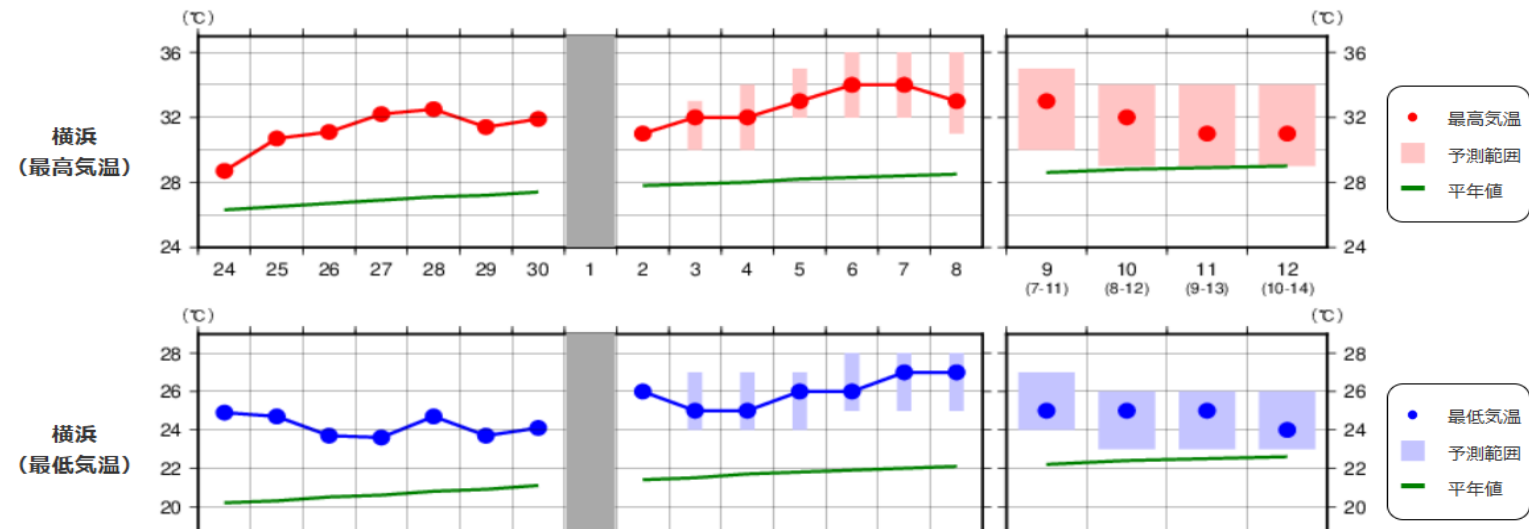 (℃) (℃)
36 36
32 32
28 28
24 24
横浜
（最高気温）
24 25 26 27 28 29 30 1 2 3 4 5 6 7 8 9 10 11 12
(7-11) (8-12) (9-13) (10-14)
最高気温
予測範囲
平年値
(℃) (℃)
28 28
26 26
24 24
22 22
20 20
横浜
（最低気温）
最低気温
予測範囲
平年値